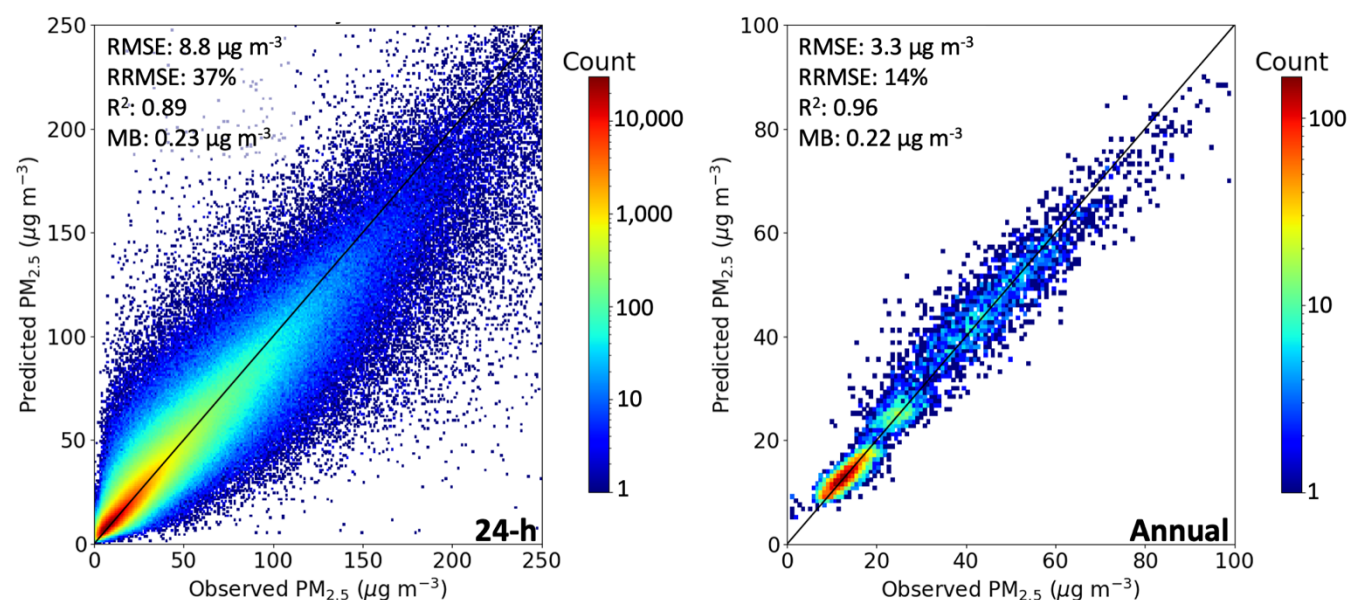 250
200
150
100
50
0
Predicted PM2.5 (μg m−3)
RMSE: 8.8 μg m-3
RRMSE: 37%
R2: 0.89
MB: 0.23 μg m-3
24-h
0 50 100 150 200 250
Observed PM2.5 (μg m−3)
Count
10,000
1,000
100
10
1
100
80
60
40
20
0
Predicted PM2.5 (μg m−3)
RMSE: 3.3 μg m-3
RRMSE: 14%
R2: 0.96
MB: 0.22 μg m-3
Annual
0 20 40 60 80 100
Observed PM2.5 (μg m−3)
Count
100
10
1